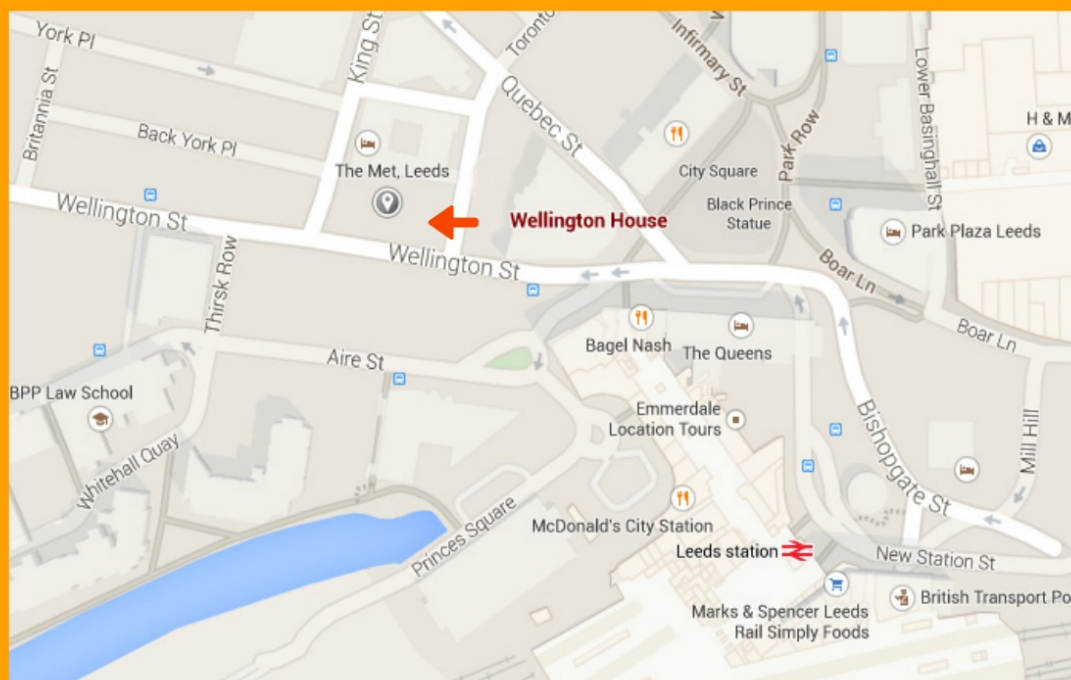 York Pl
King St
Toronto
Infirmary St
Lower Basinghall St
Britannia St
Back York Pl
Quebec St
Park Row
H & M
The Met, Leeds
City Square
Wellington St
Wellington House
Black Prince
Statue
Park Plaza Leeds
Wellington St
Thirsk Row
Boar Ln
Boar Ln
Bagel Nash
The Queens
Aire St
BPP Law School
Emmerdale
Location Tours
Bishopgate St
Mill Hill
Whitehall Quay
McDonald's City Station
Princes Square
Leeds station
New Station St
Marks & Spencer Leeds
Rail Simply Foods
British Transport Po